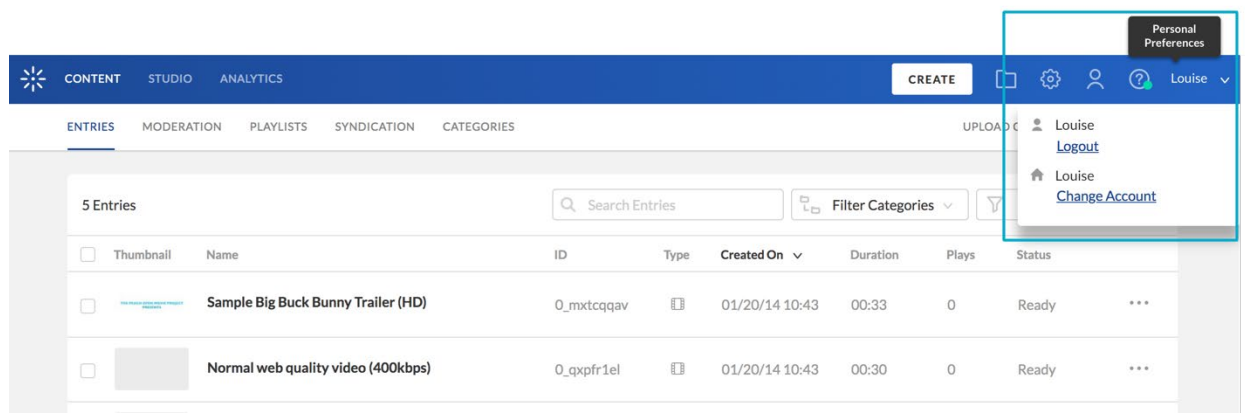 Personal
Preferences
CONTENT STUDIO ANALYTICS CREATE Louise
ENTRIES MODERATION PLAYLISTS SYNDICATION CATEGORIES UPLOAD
Louise
Logout
Louise
Change Account
5 Entries Search Entries Filter Categories
Thumbnail Name ID Type Created On Duration Plays Status
Sample Big Buck Bunny Trailer (HD) 0_mxtcqqav 01/20/14 10:43 00:33 0 Ready
Normal web quality video (400kbps) 0_qxpfr1el 01/20/14 10:43 00:30 0 Ready